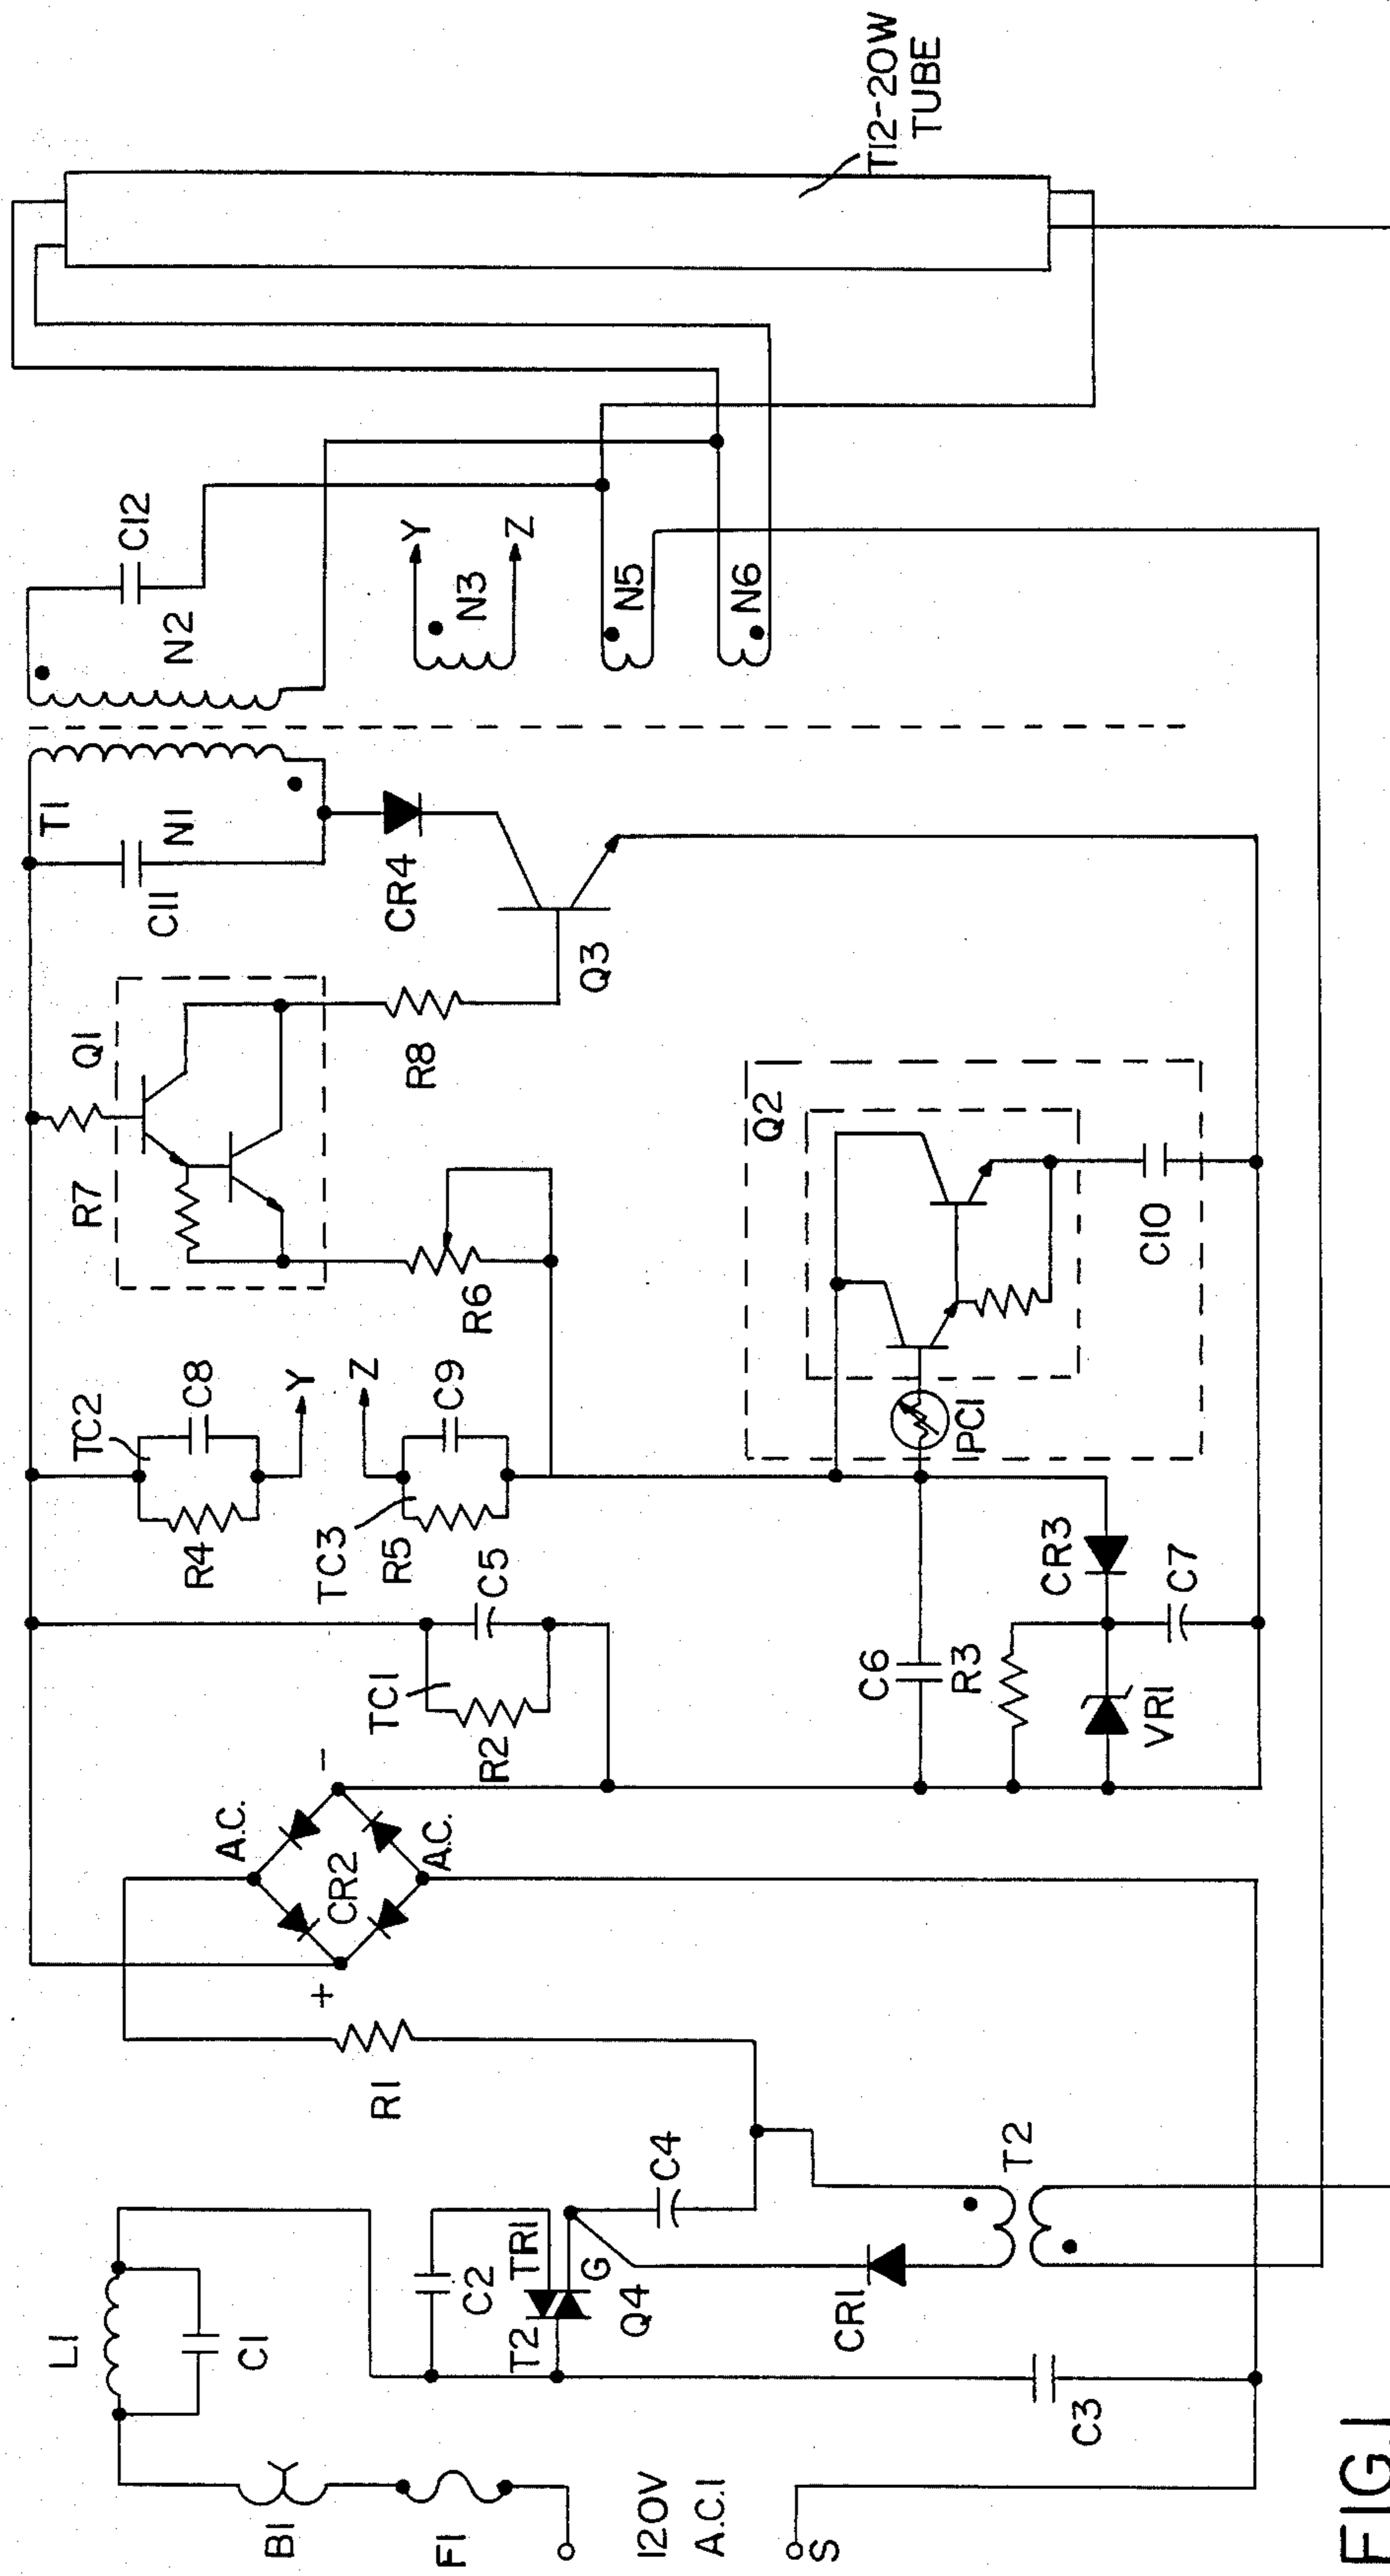 L1
C1
B1
F1
120V
A.C.1
S
C2
TR1
T2
G
Q4
C4
C3
CR1
T2
R1
+
-
A.C.
CR2
A.C.
TC1
R2
C5
TC2
R4
C8
Y
Z
TC3
R5
C9
C6
R3
CR3
VR1
C7
R7
Q1
R6
R8
Q2
PC1
C10
T1
C11
N1
CR4
Q3
N2
C12
Y
N3
Z
N5
N6
T12-20W
TUBE
FIG.1